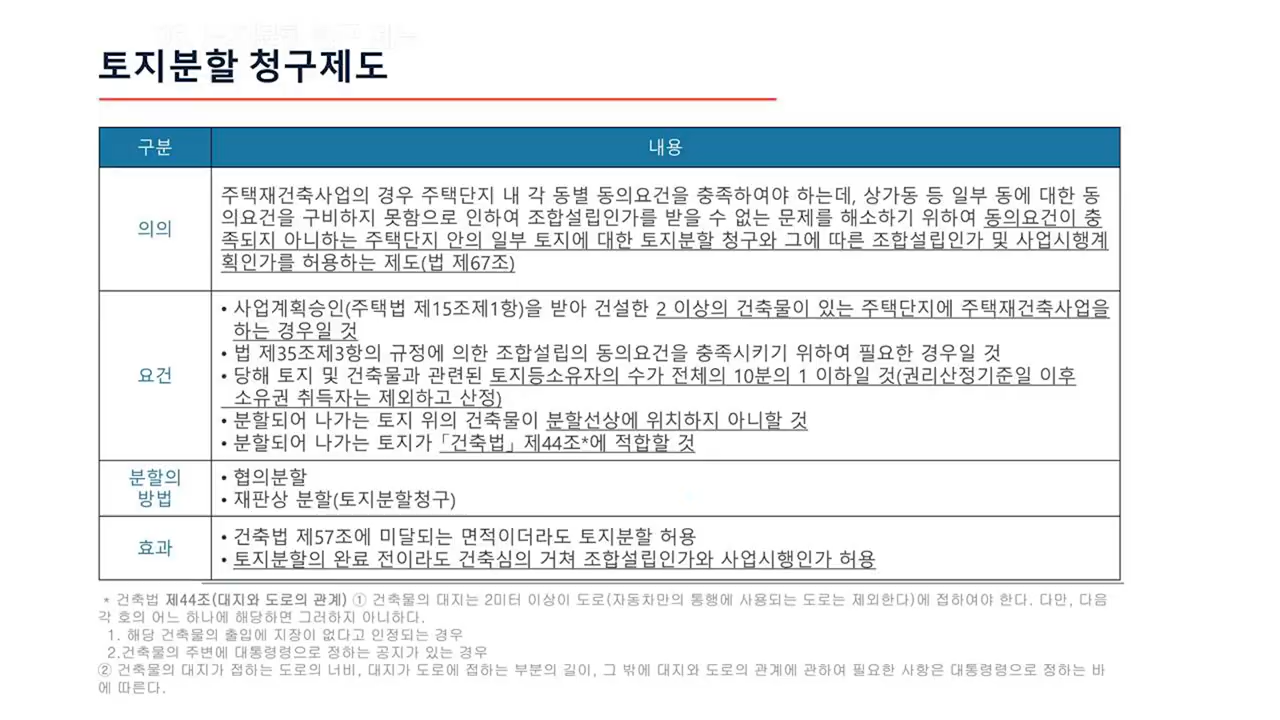 토지분할 청구제도
구분 내용
의의
주택재건축사업의 경우 주택단지 내 각 동별 동의요건을 충족하여야 하는데, 상가동 등 일부 동에 대한 동
의요건을 구비하지 못함으로 인하여 조합설립인가를 받을 수 없는 문제를 해소하기 위하여 동의요건이 충
족되지 아니하는 주택단지 안의 일부 토지에 대한 토지분할 청구와 그에 따른 조합설립인가 및 사업시행계
획인가를 허용하는 제도(법 제67조)
요건
• 사업계획승인(주택법 제15조제1항)을 받아 건설한 2 이상의 건축물이 있는 주택단지에 주택재건축사업을
하는 경우일 것
• 법 제35조제3항의 규정에 의한 조합설립의 동의요건을 충족시키기 위하여 필요한 경우일 것
• 당해 토지 및 건축물과 관련된 토지등소유자의 수가 전체의 10분의 1 이하일 것(권리산정기준일 이후
소유권 취득자는 제외하고 산정)
• 분할되어 나가는 토지 위의 건축물이 분할선상에 위치하지 아니할 것
• 분할되어 나가는 토지가 「건축법」 제44조*에 적합할 것
분할의
방법
• 협의분할
• 재판상 분할(토지분할청구)
효과
• 건축법 제57조에 미달되는 면적이더라도 토지분할 허용
• 토지분할의 완료 전이라도 건축심의 거쳐 조합설립인가와 사업시행인가 허용
* 건축법 제44조(대지와 도로의 관계) ① 건축물의 대지는 2미터 이상이 도로(자동차만의 통행에 사용되는 도로는 제외한다)에 접하여야 한다. 다만, 다음
각 호의 어느 하나에 해당하면 그러하지 아니하다.
1. 해당 건축물의 출입에 지장이 없다고 인정되는 경우
2.건축물의 주변에 대통령령으로 정하는 공지가 있는 경우
② 건축물의 대지가 접하는 도로의 너비, 대지가 도로에 접하는 부분의 길이, 그 밖에 대지와 도로의 관계에 관하여 필요한 사항은 대통령령으로 정하는 바
에 따른다.